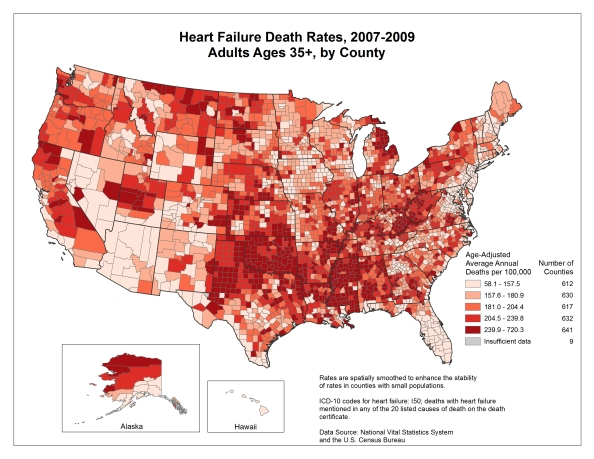 Heart Failure Death Rates, 2007-2009
Adults Ages 35+, by County
Age-Adjusted
Average Annual
Deaths per 100,000
Number of
Counties
58.1 - 157.5 612
157.6 - 180.9 630
181.0 - 204.4 617
204.5 - 239.8 632
239.9 - 720.3 641
Insufficient data 9
Alaska
Hawaii
Rates are spatially smoothed to enhance the stability
of rates in counties with small populations.
ICD-10 codes for heart failure: I50; deaths with heart failure
mentioned in any of the 20 listed causes of death on the death
certificate.
Data Source: National Vital Statistics System
and the U.S. Census Bureau